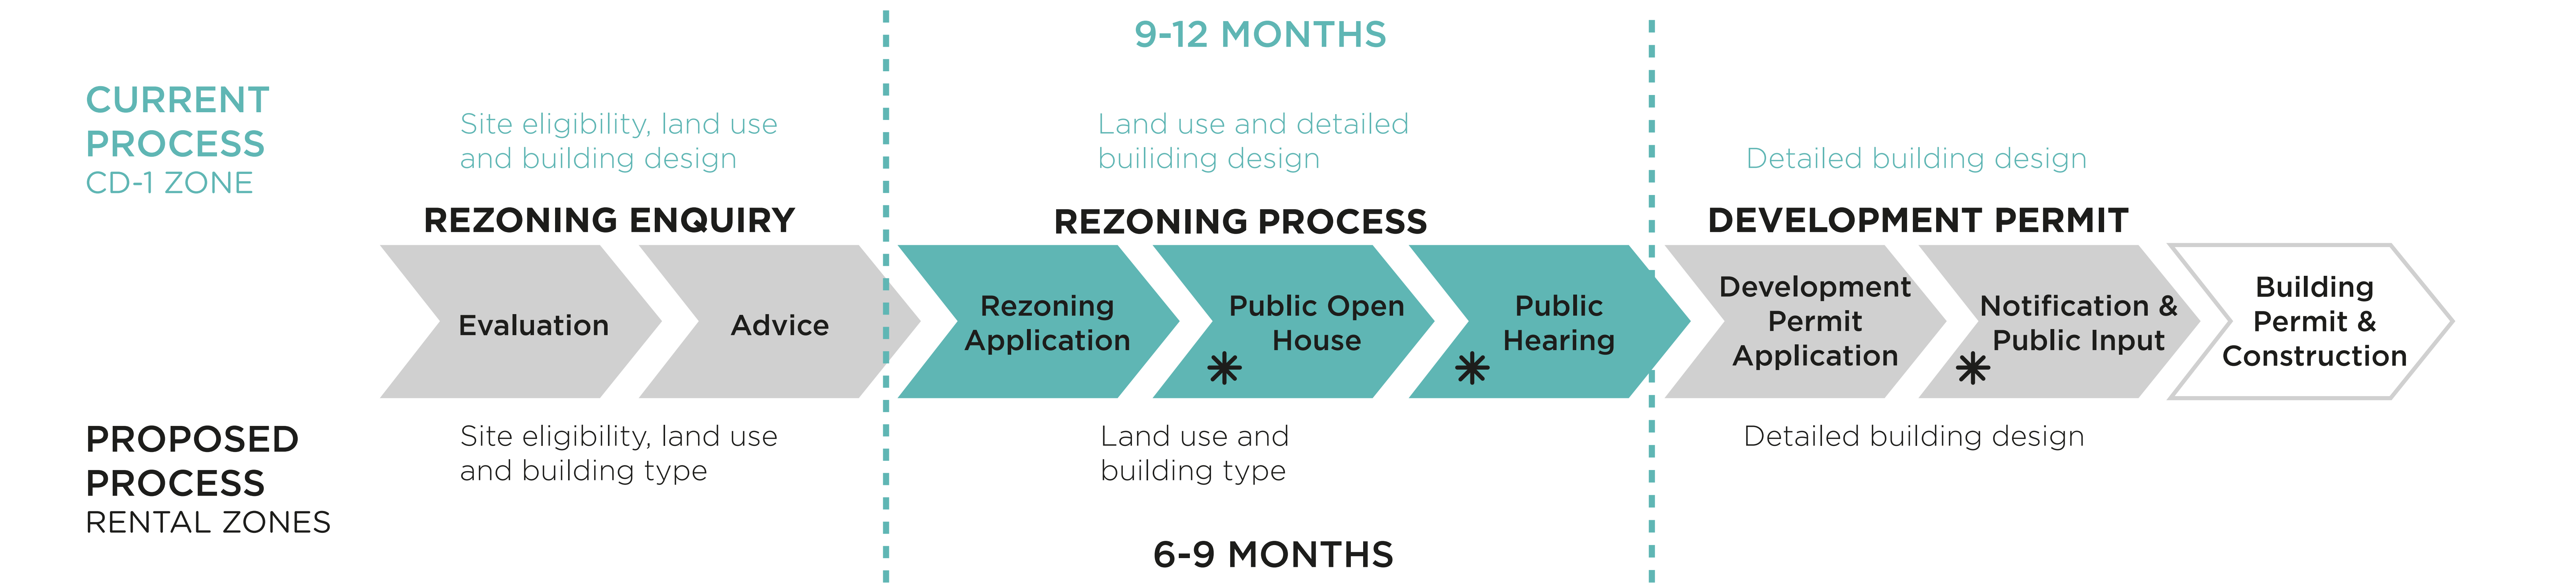 9-12 MONTHS
CURRENT
PROCESS
CD-1 ZONE
Site eligibility, land use
and building design
Land use and detailed
builiding design
Detailed building design
REZONING ENQUIRY
REZONING PROCESS
DEVELOPMENT PERMIT
Evaluation
Advice
Rezoning
Application
Public Open
House
Public
Hearing
Development
Permit
Application
Notification &
Public Input
Building
Permit &
Construction
PROPOSED
PROCESS
RENTAL ZONES
Site eligibility, land use
and building type
Land use and
building type
Detailed building design
6-9 MONTHS